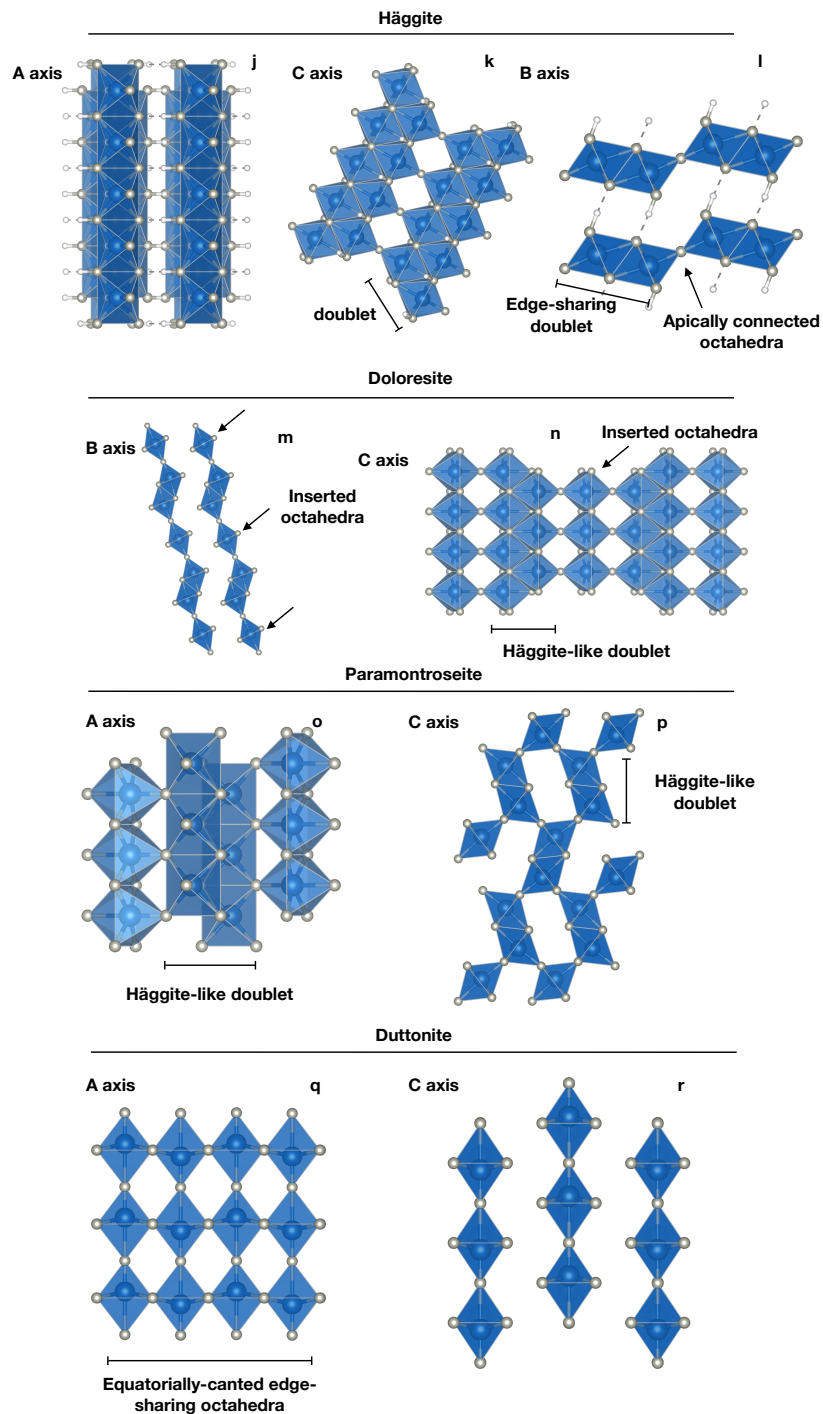 Häggite
A axis
j
C axis
k
B axis
l
doublet
Edge-sharing
doublet
Apically connected
octahedra
Doloresite
B axis
m
Inserted
octahedra
C axis
n
Inserted octahedra
Häggite-like doublet
Paramontroseite
A axis
o
Häggite-like doublet
C axis
p
Häggite-like
doublet
Duttonite
A axis
q
Equatorially-canted edge-
sharing octahedra
C axis
r